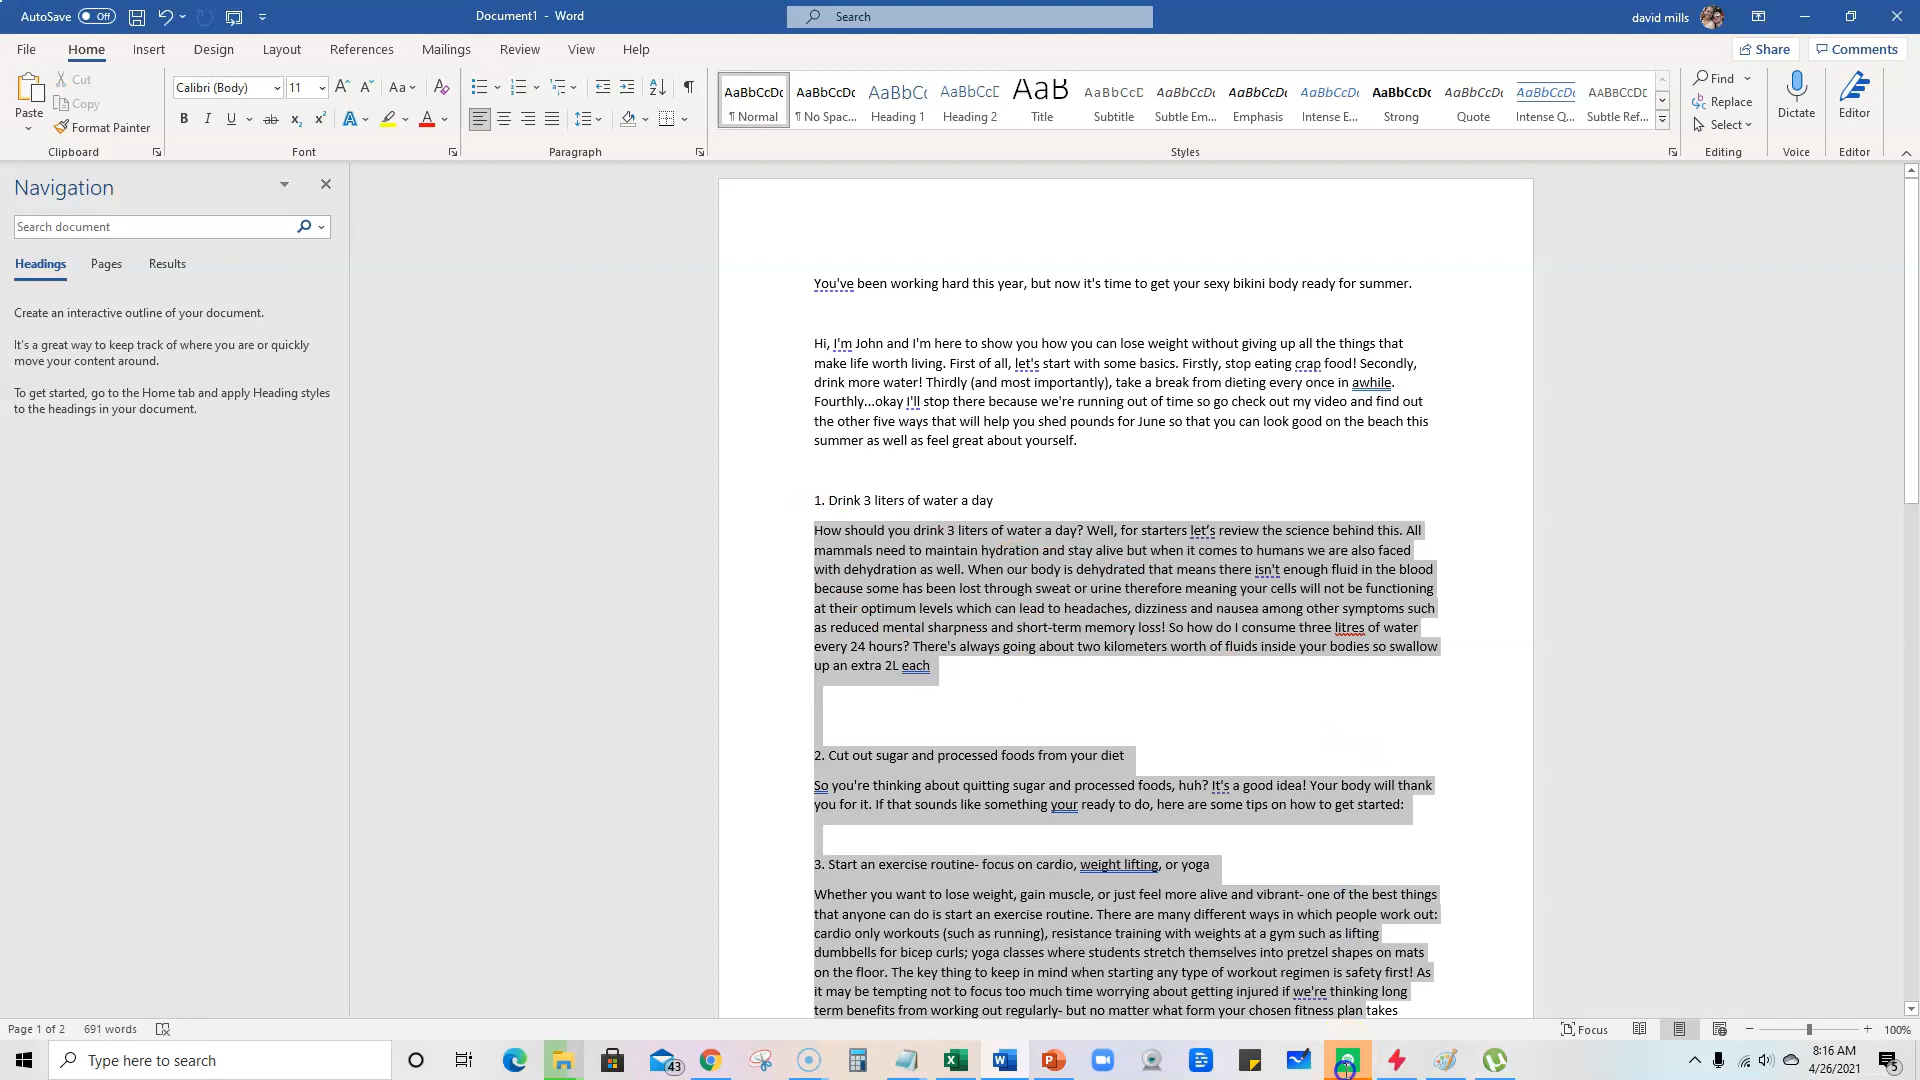 AutoSave Off
Document1 - Word
Search
david mills
File Home Insert Design Layout References Mailings Review View Help
Share Comments
Paste
Cut
Copy
Format Painter
Clipboard
Calibri (Body) 11
Font
Paragraph
AaBbCcDc AaBbCcDc AaBbCc AaBbCcD AaB AaBbCcD AaBbCcDc AaBbCcDc AaBbCcDc AaBbCcDc AaBbCcDc AaBbCcDc AABBCCDD
¶ Normal ¶ No Spac... Heading 1 Heading 2 Title Subtitle Subtle Em... Emphasis Intense E... Strong Quote Intense Q... Subtle Ref...
Styles
Find
Replace
Select
Editing
Dictate
Voice
Editor
Editor
Navigation
Search document
Headings Pages Results
Create an interactive outline of your document.
It's a great way to keep track of where you are or quickly
move your content around.
To get started, go to the Home tab and apply Heading styles
to the headings in your document.
You've been working hard this year, but now it's time to get your sexy bikini body ready for summer.
Hi, I'm John and I'm here to show you how you can lose weight without giving up all the things that
make life worth living. First of all, let's start with some basics. Firstly, stop eating crap food! Secondly,
drink more water! Thirdly (and most importantly), take a break from dieting every once in awhile.
Fourthly...okay I'll stop there because we're running out of time so go check out my video and find out
the other five ways that will help you shed pounds for June so that you can look good on the beach this
summer as well as feel great about yourself.
1. Drink 3 liters of water a day
How should you drink 3 liters of water a day? Well, for starters let’s review the science behind this. All
mammals need to maintain hydration and stay alive but when it comes to humans we are also faced
with dehydration as well. When our body is dehydrated that means there isn't enough fluid in the blood
because some has been lost through sweat or urine therefore meaning your cells will not be functioning
at their optimum levels which can lead to headaches, dizziness and nausea among other symptoms such
as reduced mental sharpness and short-term memory loss! So how do I consume three litres of water
every 24 hours? There's always going about two kilometers worth of fluids inside your bodies so swallow
up an extra 2L each
2. Cut out sugar and processed foods from your diet
So you're thinking about quitting sugar and processed foods, huh? It's a good idea! Your body will thank
you for it. If that sounds like something your ready to do, here are some tips on how to get started:
3. Start an exercise routine- focus on cardio, weight lifting, or yoga
Whether you want to lose weight, gain muscle, or just feel more alive and vibrant- one of the best things
that anyone can do is start an exercise routine. There are many different ways in which people work out:
cardio only workouts (such as running), resistance training with weights at a gym such as lifting
dumbbells for bicep curls; yoga classes where students stretch themselves into pretzel shapes on mats
on the floor. The key thing to keep in mind when starting any type of workout regimen is safety first! As
it may be tempting not to focus too much time worrying about getting injured if we're thinking long
term benefits from working out regularly- but no matter what form your chosen fitness plan takes
Page 1 of 2 691 words
Focus
100%
Type here to search
43
8:16 AM
4/26/2021
5